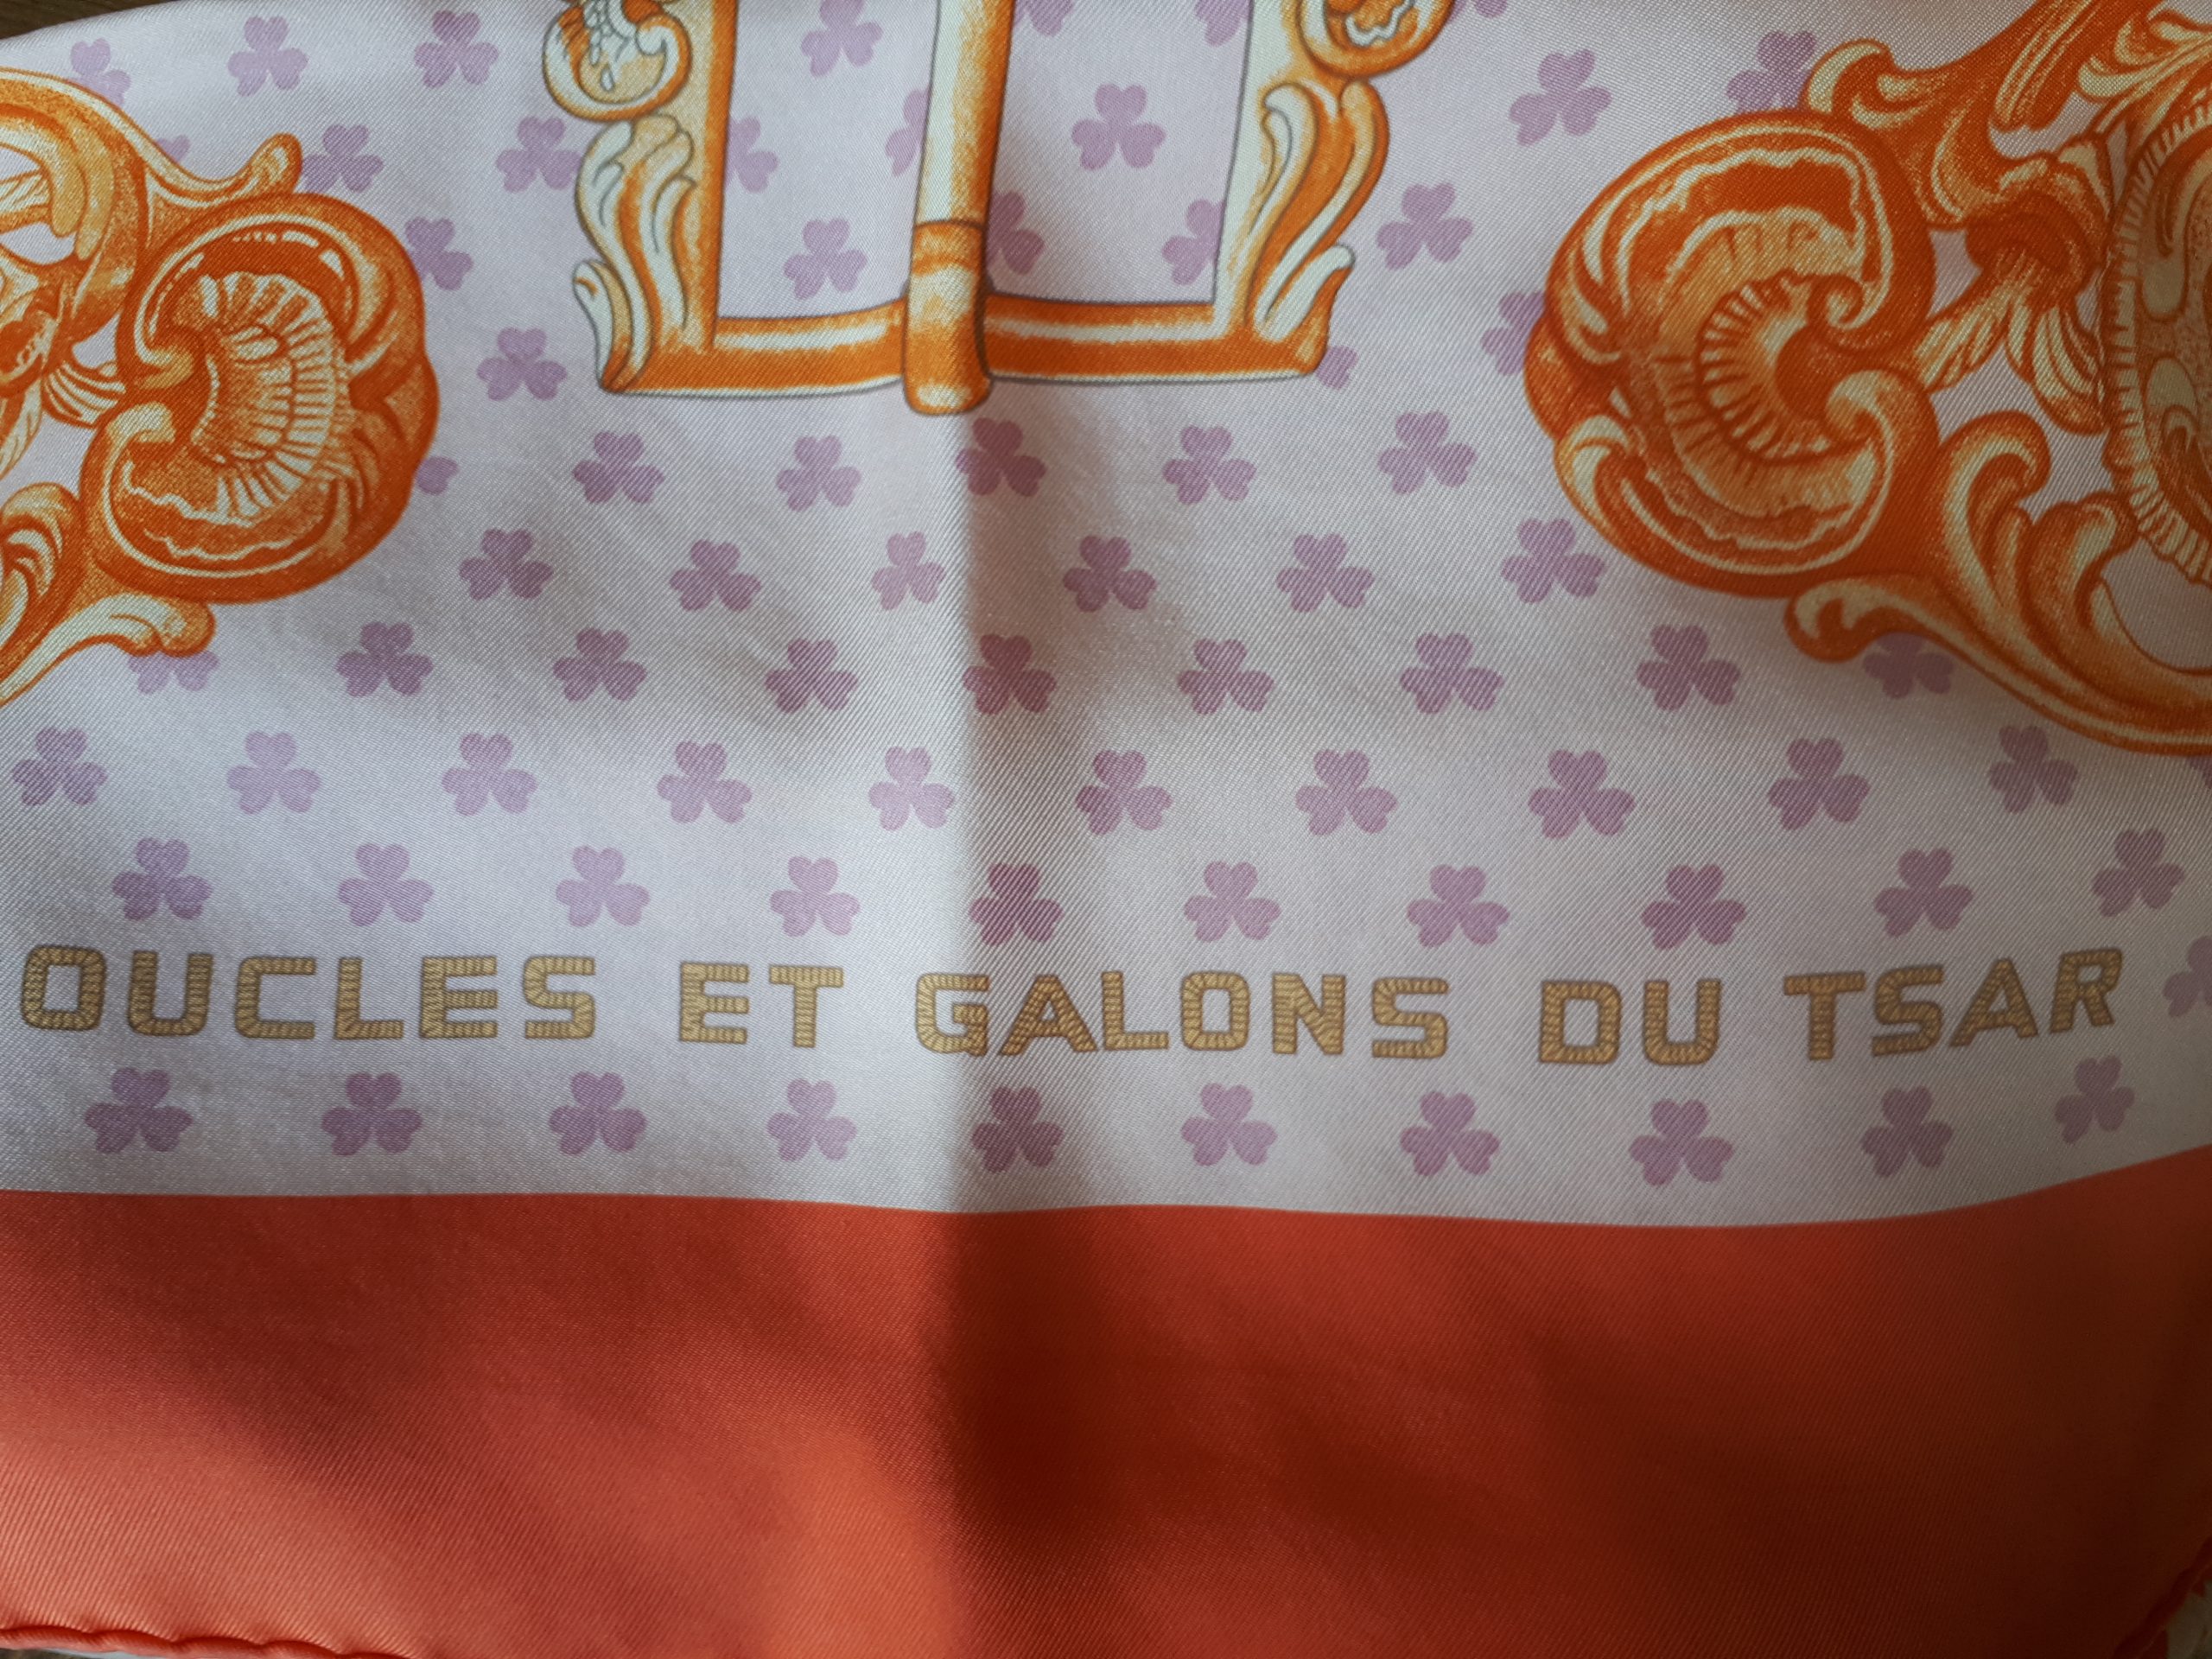 OUCLES ET GALONS DU TSAR